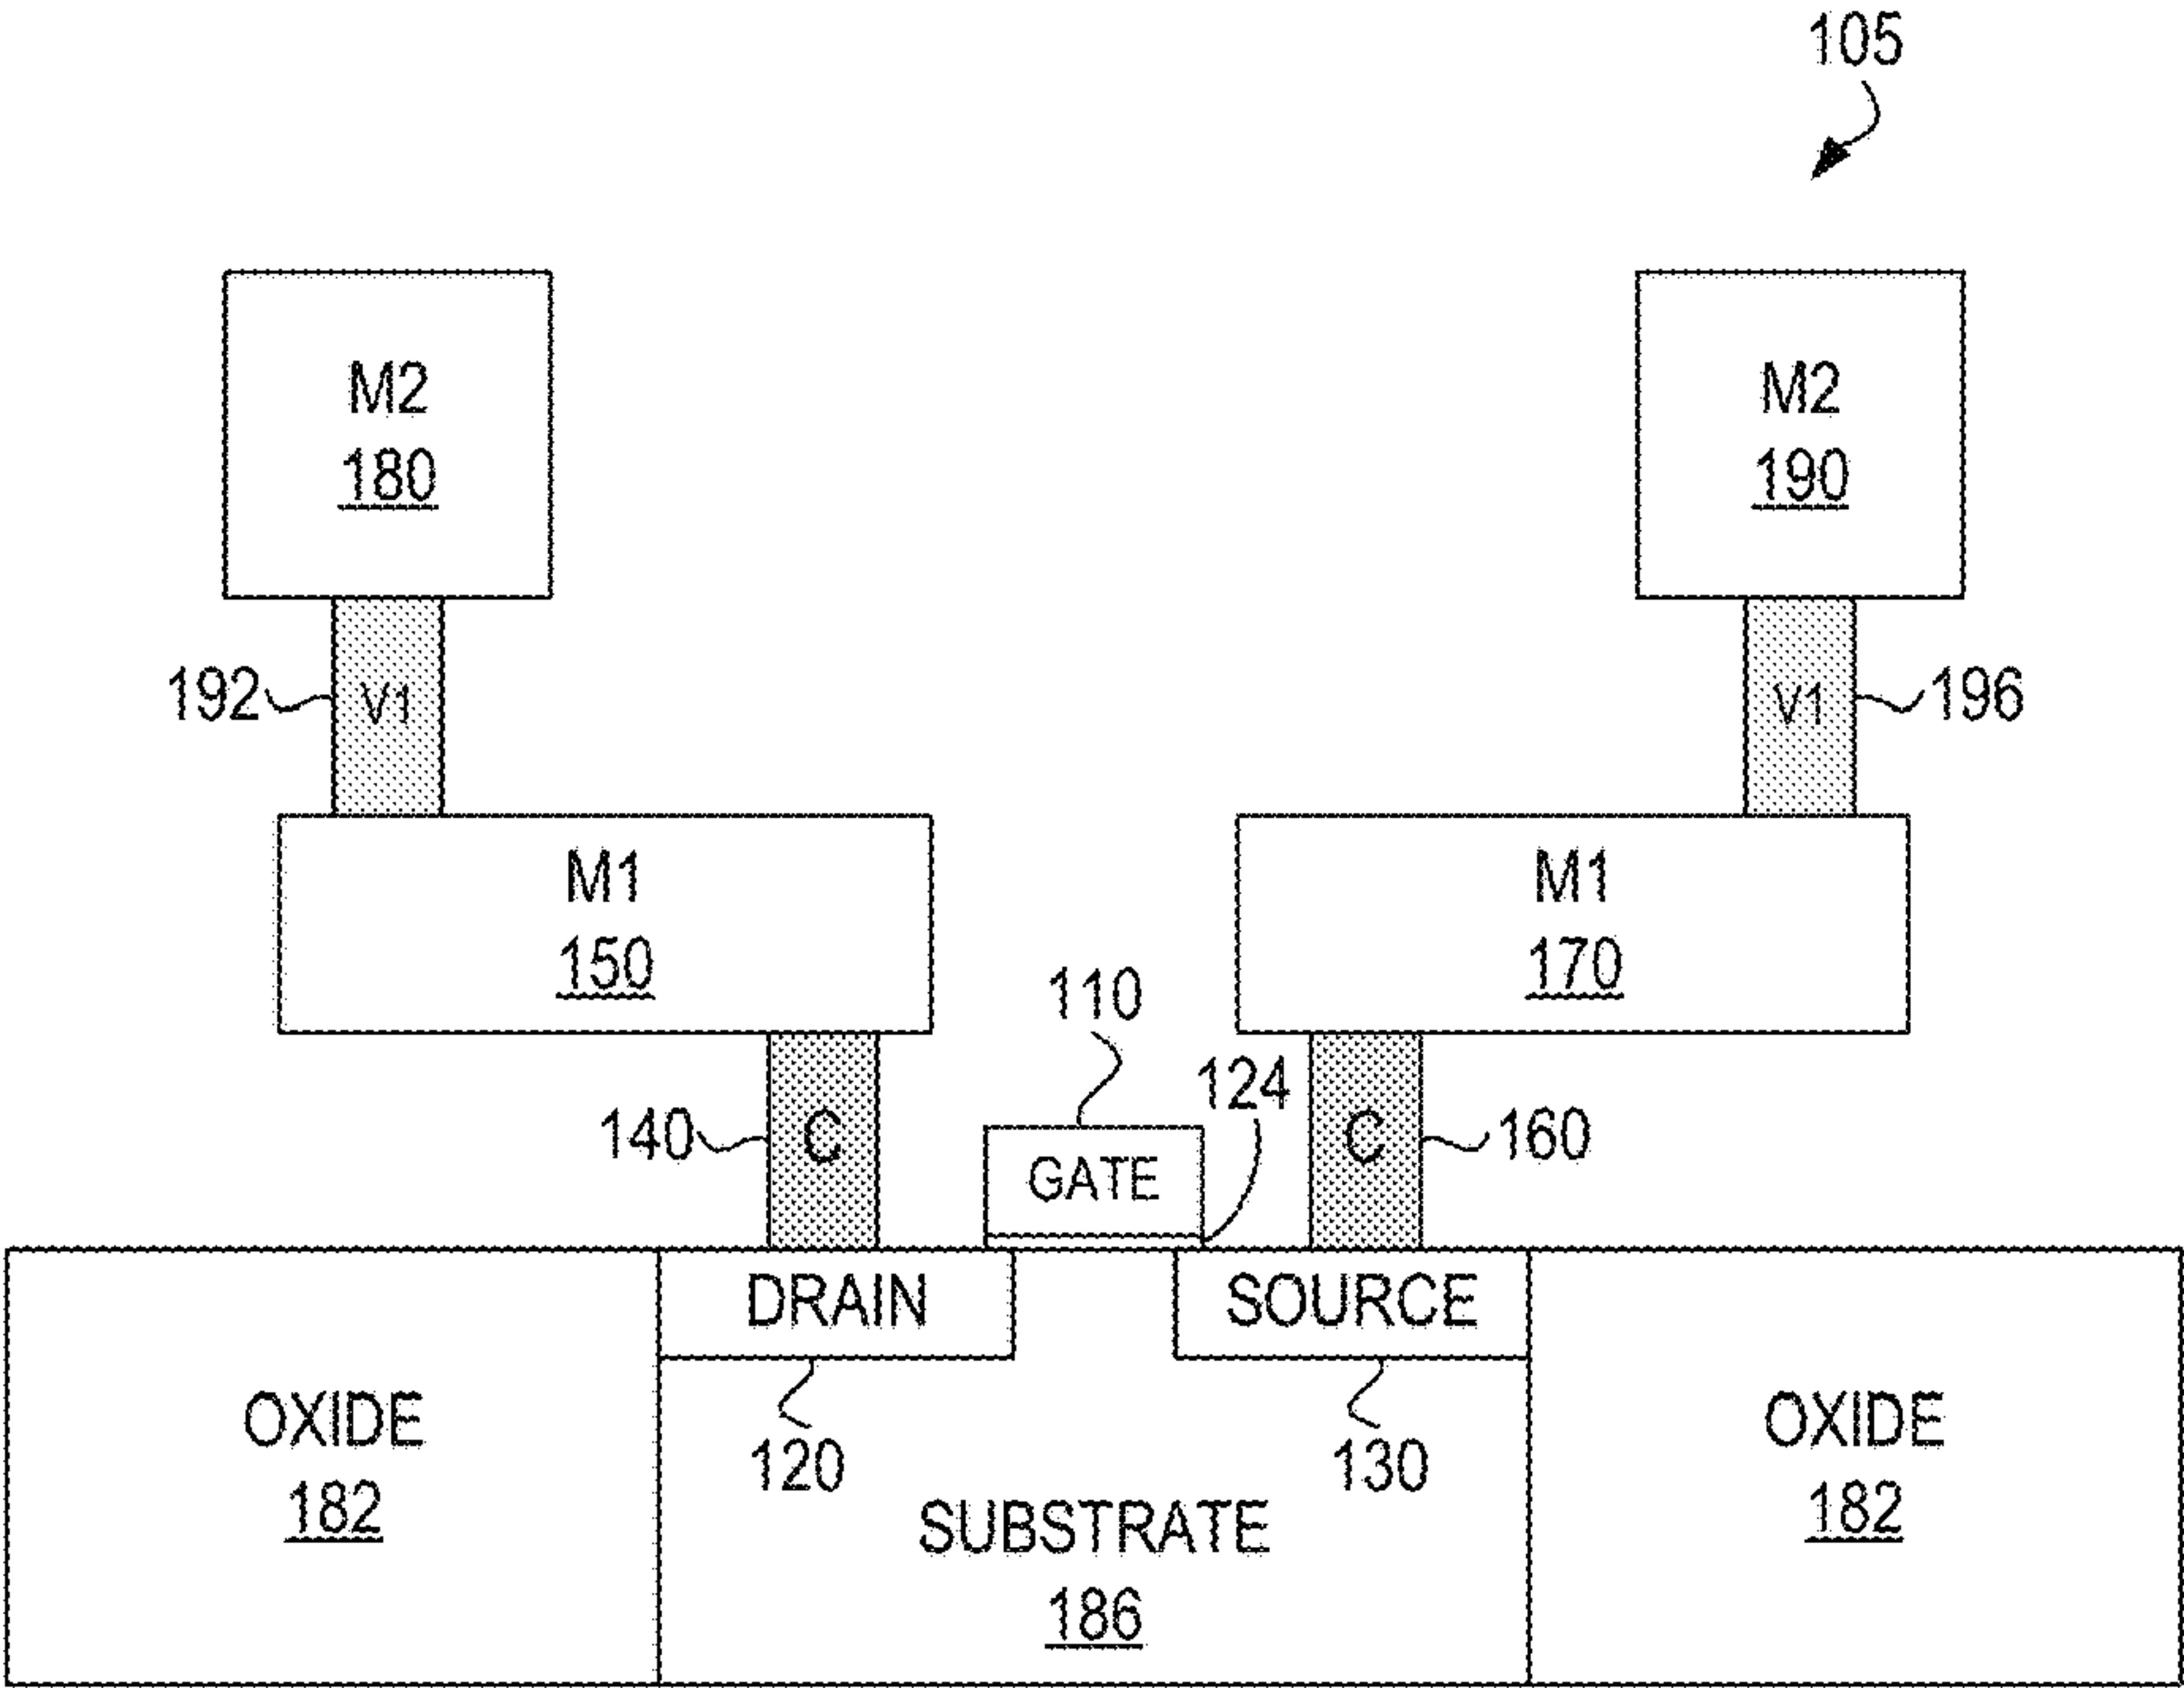 105
M2
180
M2
190
192
V1
V1
196
M1
150
M1
170
110
124
140
C
GATE
C
160
DRAIN
SOURCE
OXIDE
182
120
130
OXIDE
182
SUBSTRATE
186